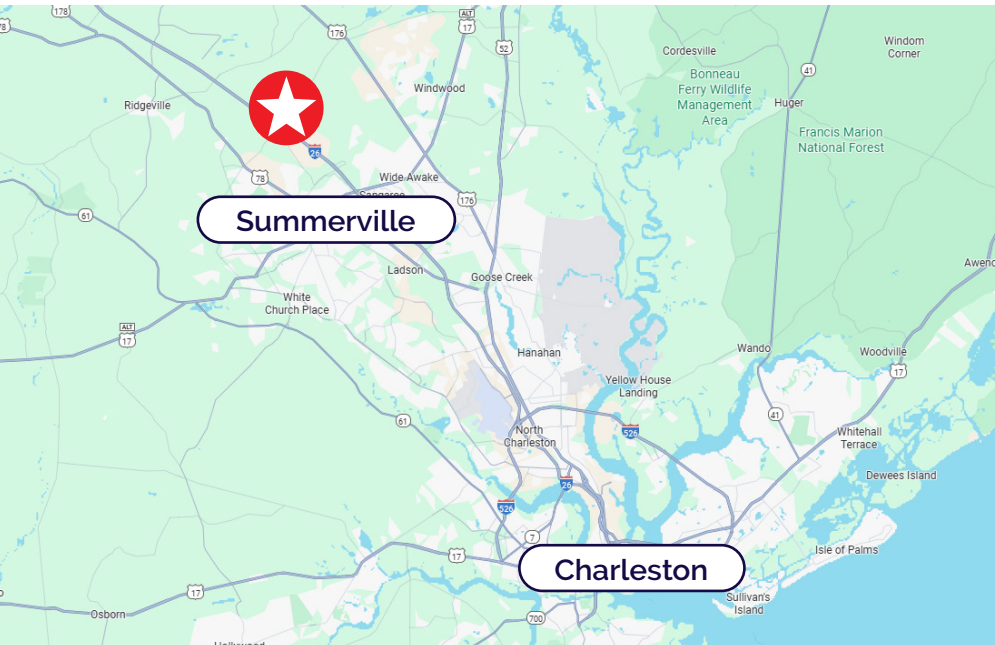 178
ALT
17
176
52
78
Cordesville
Windom
Corner
41
Bonneau
Ferry Wildlife
Management
Area
Windwood
Ridgeville
Huger
Francis Marion
National Forest
26
78
Wide Awake
Sangaree
176
61
Summerville
Ladson
Goose Creek
Awend
White
Church Place
ALT
17
Hanahan
Wando
Woodville
17
Yellow House
Landing
61
41
North
Charleston
526
Whitehall
Terrace
Dewees Island
26
526
7
17
Isle of Palms
Charleston
17
Sullivan's
Island
Osborn
700
Hollywood